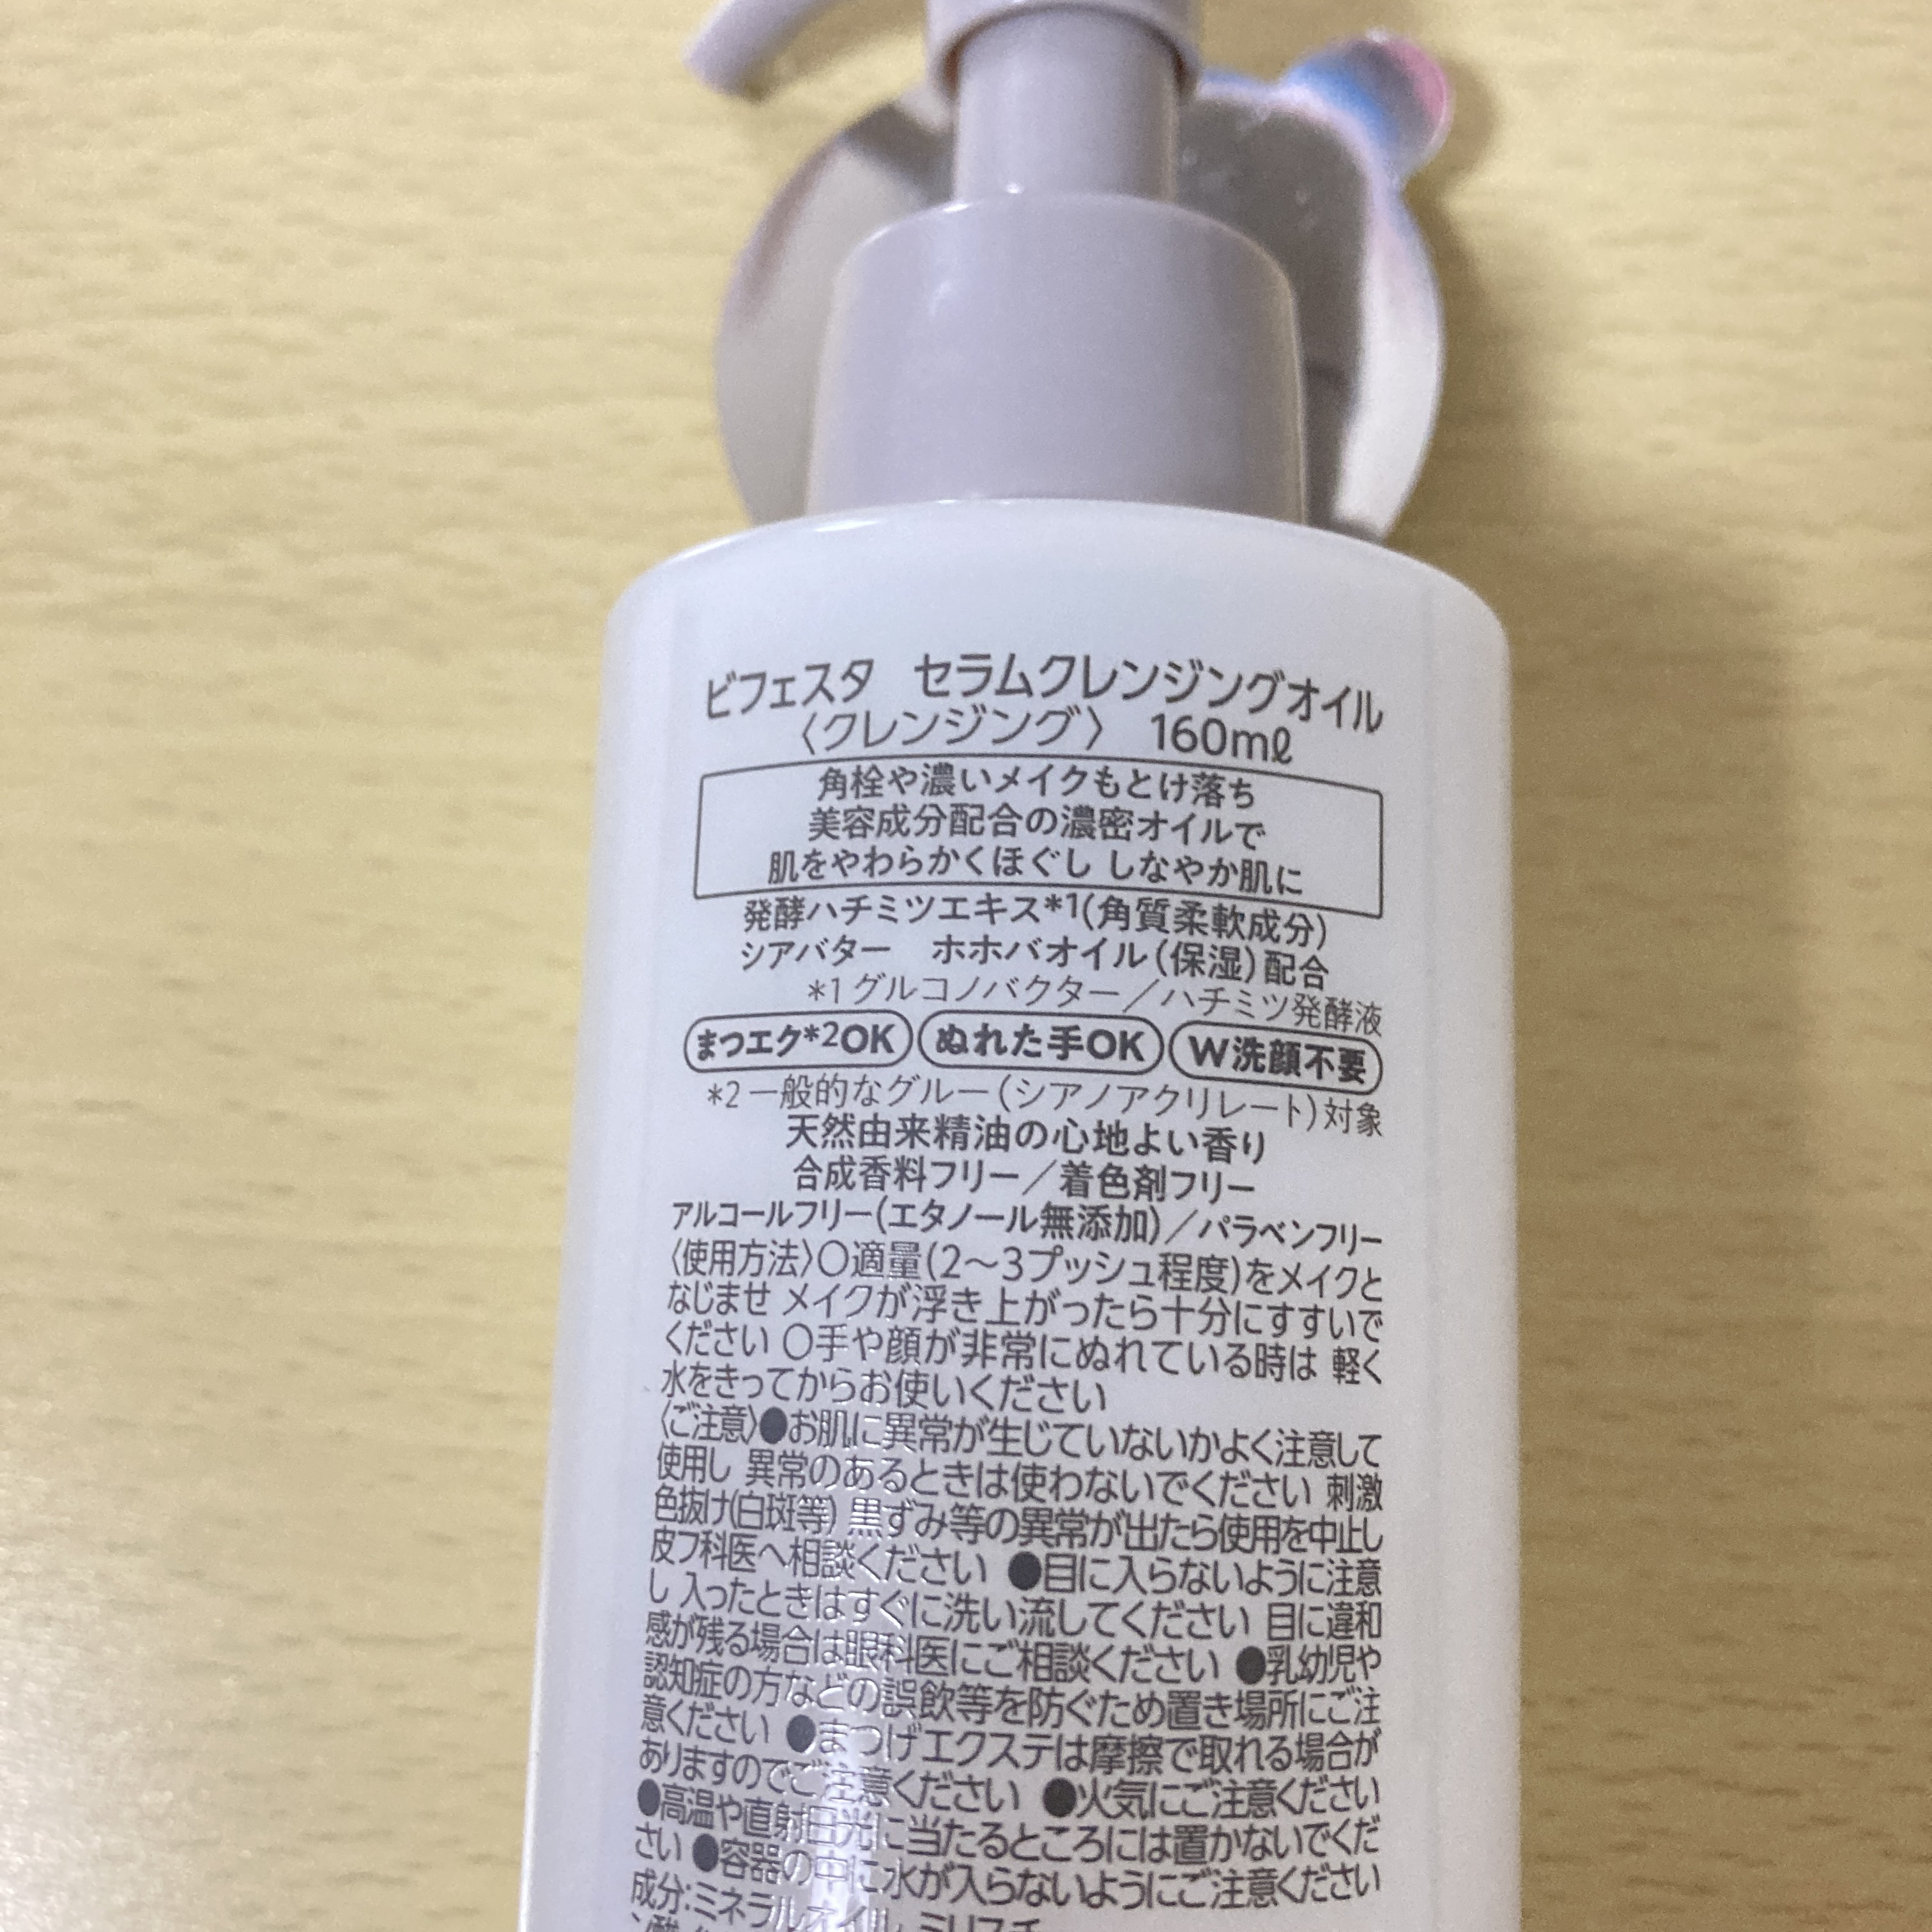 ビフェスタ　セラムクレンジングオイル
〈クレンジング〉　160mℓ
角栓や濃いメイクもとけ落ち
美容成分配合の濃密オイルで
肌をやわらかくほぐし しなやか肌に
発酵ハチミツエキス*1(角質柔軟成分)
シアバター　ホホバオイル(保湿)配合
*1グルコノバクター／ハチミツ発酵液
まつエク*2OK ぬれた手OK W洗顔不要
*2 一般的なグルー(シアノアクリレート)対象
天然由来精油の心地よい香り
合成香料フリー／着色剤フリー
アルコールフリー(エタノール無添加)／パラベンフリー
〈使用方法〉○適量(2〜3プッシュ程度)をメイクと
なじませ メイクが浮き上がったら十分にすすいで
ください ○手や顔が非常にぬれている時は 軽く
水をきってからお使いください
〈ご注意〉●お肌に異常が生じていないかよく注意して
使用し 異常のあるときは使わないでください 刺激
色抜け(白斑等) 黒ずみ等の異常が出たら使用を中止し
皮フ科医へ相談ください ●目に入らないように注意
し 入ったときはすぐに洗い流してください 目に違和
感が残る場合は眼科医にご相談ください ●乳幼児や
認知症の方などの誤飲等を防ぐため置き場所にご注
意ください ●まつげエクステは摩擦で取れる場合が
ありますのでご注意ください ●火気にご注意ください
●高温や直射日光に当たるところには置かないでくだ
さい ●容器の中に水が入らないようにご注意ください
成分:ミネラルオイル